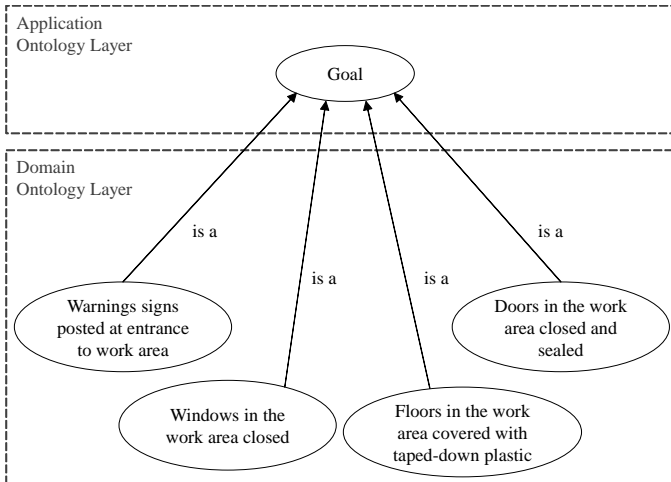 Application
Ontology Layer
Goal
Domain
Ontology Layer
is a
is a
is a
is a
Warnings signs
posted at entrance
to work area
Windows in the
work area closed
Floors in the work
area covered with
taped-down plastic
Doors in the work
area closed and
sealed